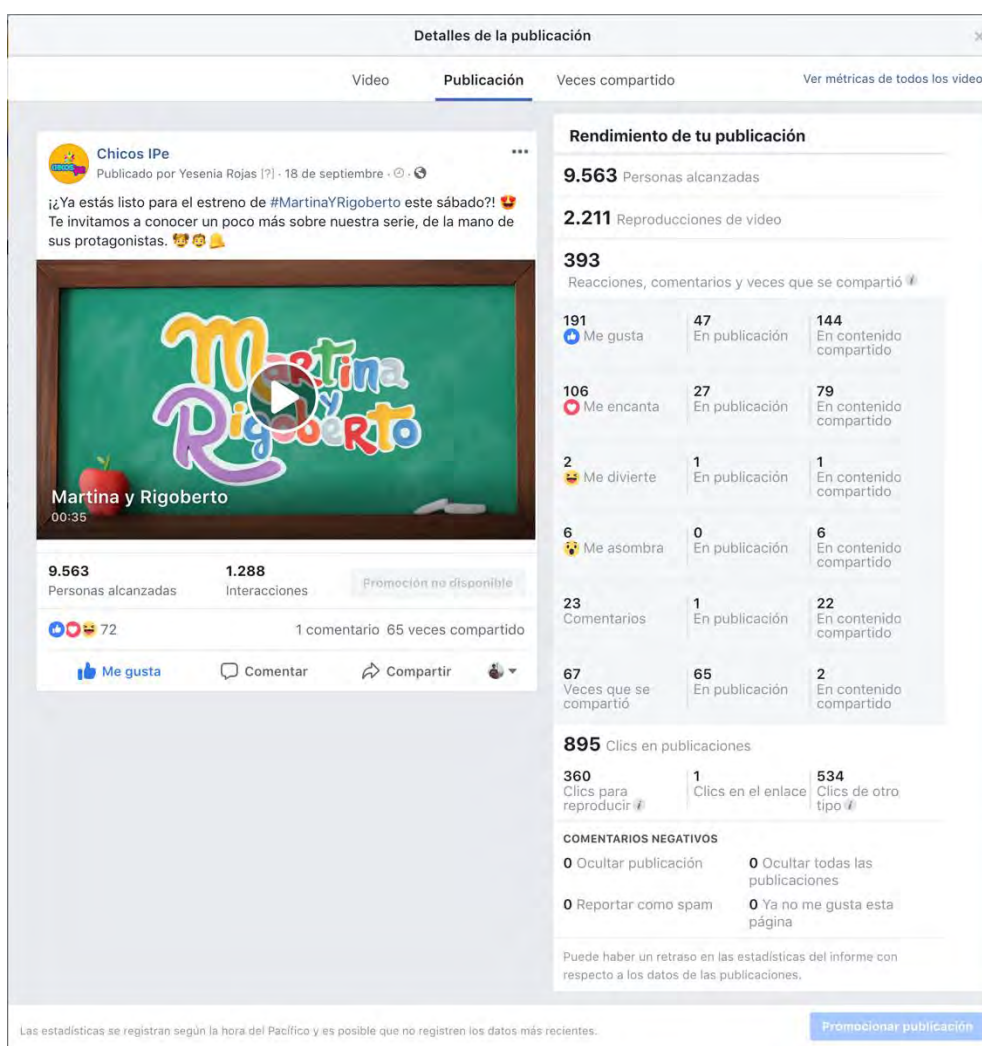 Detalles de la publicación
Video Publicación Veces compartido Ver métricas de todos los video
Chicos IPe
Publicado por Yesenia Rojas [?] · 18 de septiembre ·
¡¿Ya estás listo para el estreno de #MartinaYRigoberto este sábado?! 😍
Te invitamos a conocer un poco más sobre nuestra serie, de la mano de
sus protagonistas.
Martina
y
Rigoberto
Martina y Rigoberto
00:35
9.563 1.288
Personas alcanzadas Interacciones Promoción no disponible
72 1 comentario 65 veces compartido
Me gusta Comentar Compartir
Rendimiento de tu publicación
9.563 Personas alcanzadas
2.211 Reproducciones de video
393
Reacciones, comentarios y veces que se compartió
191 47 144
Me gusta En publicación En contenido
compartido
106 27 79
Me encanta En publicación En contenido
compartido
2 1 1
Me divierte En publicación En contenido
compartido
6 0 6
Me asombra En publicación En contenido
compartido
23 1 22
Comentarios En publicación En contenido
compartido
67 65 2
Veces que se En publicación En contenido
compartió compartido
895 Clics en publicaciones
360 1 534
Clics para Clics en el enlace Clics de otro
reproducir tipo
COMENTARIOS NEGATIVOS
0 Ocultar publicación 0 Ocultar todas las
publicaciones
0 Reportar como spam 0 Ya no me gusta esta
página
Puede haber un retraso en las estadísticas del informe con
respecto a los datos de las publicaciones.
Las estadísticas se registran según la hora del Pacífico y es posible que no registren los datos más recientes. Promocionar publicación